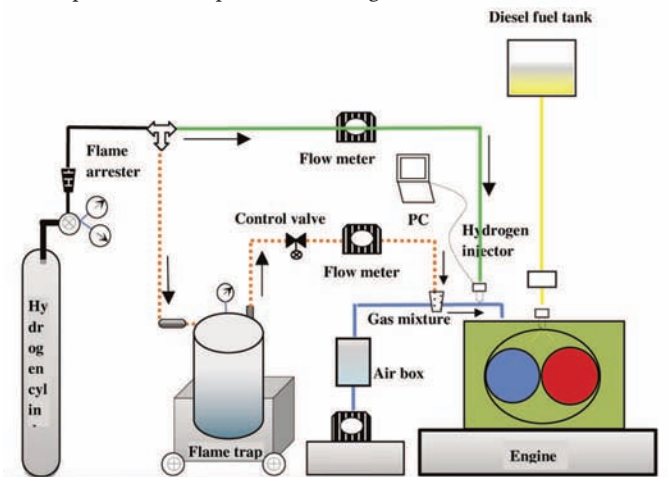 Diesel fuel tank
Flame
arrester
Flow meter
Control valve
PC
Hydrogen
injector
Flow meter
Gas mixture
Hy
dr
og
en
cyl
in
Air box
Flame trap
Engine